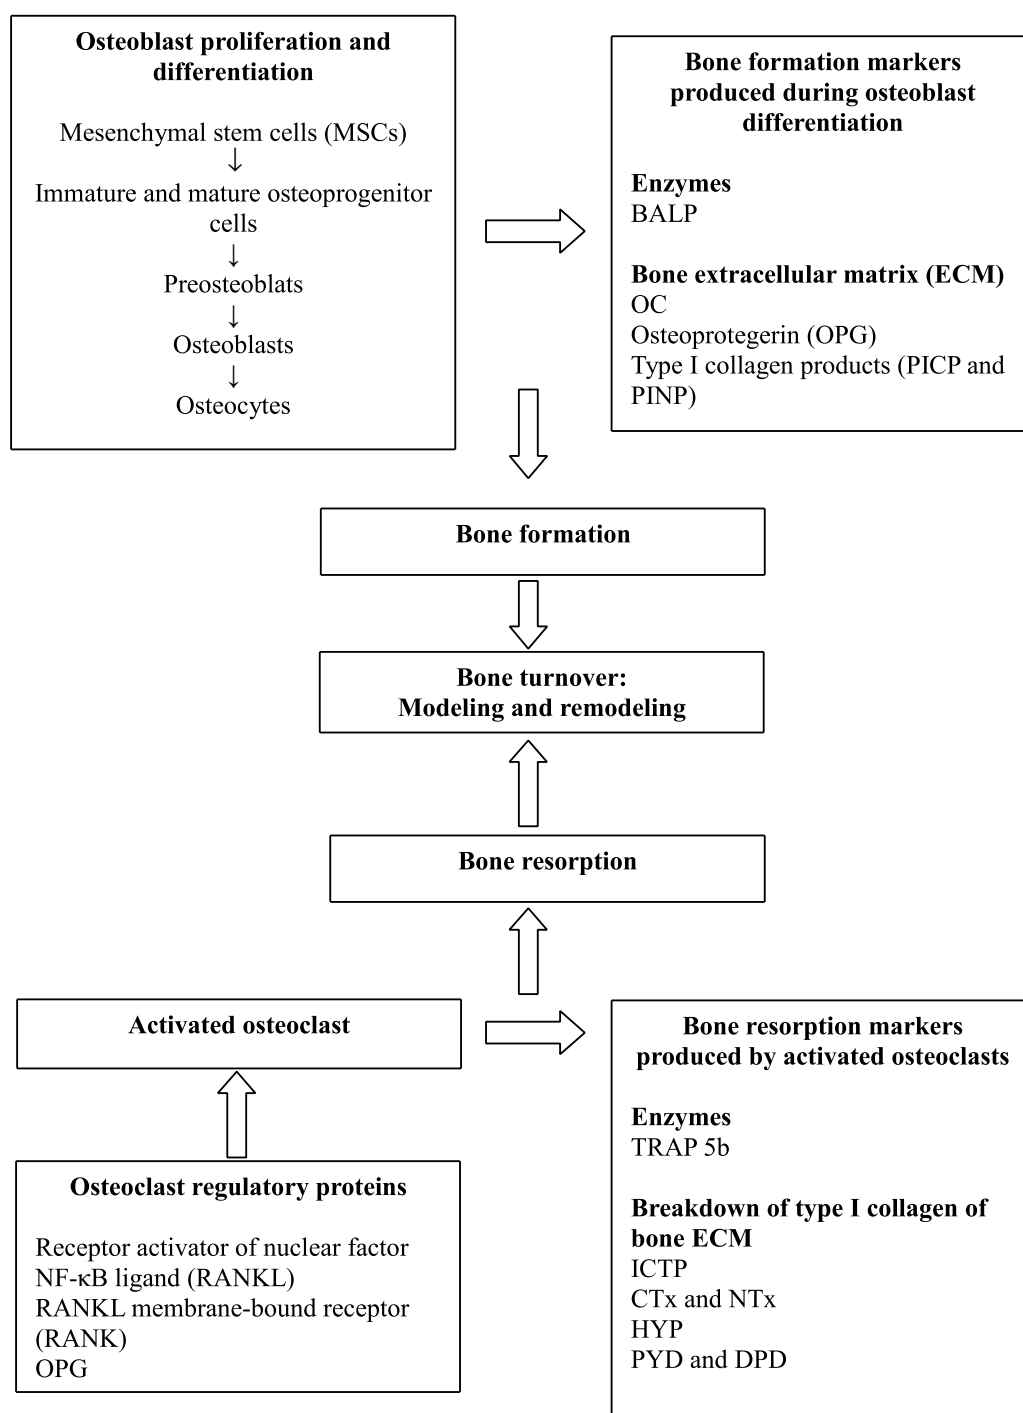 Osteoblast proliferation and
differentiation
Mesenchymal stem cells (MSCs)
↓
Immature and mature osteoprogenitor
cells
↓
Preosteoblats
↓
Osteoblasts
↓
Osteocytes
Bone formation markers
produced during osteoblast
differentiation
Enzymes
BALP
Bone extracellular matrix (ECM)
OC
Osteoprotegerin (OPG)
Type I collagen products (PICP and
PINP)
Bone formation
Bone turnover:
Modeling and remodeling
Bone resorption
Activated osteoclast
Osteoclast regulatory proteins
Receptor activator of nuclear factor
NF-κB ligand (RANKL)
RANKL membrane-bound receptor
(RANK)
OPG
Bone resorption markers
produced by activated osteoclasts
Enzymes
TRAP 5b
Breakdown of type I collagen of
bone ECM
ICTP
CTx and NTx
HYP
PYD and DPD